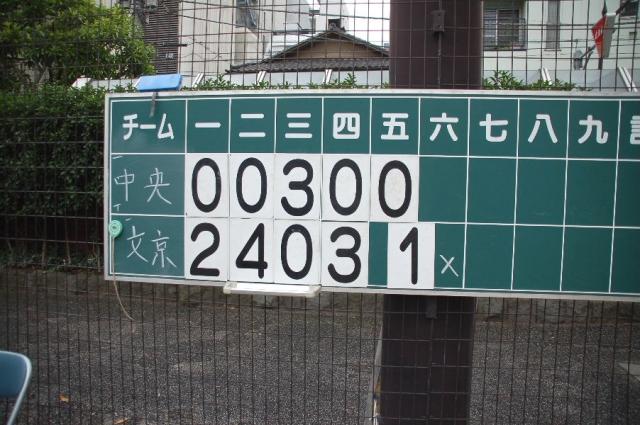 チーム 一 二 三 四 五 六 七 八 九
中央 0 0 3 0 0
文京 2 4 0 3 1 x